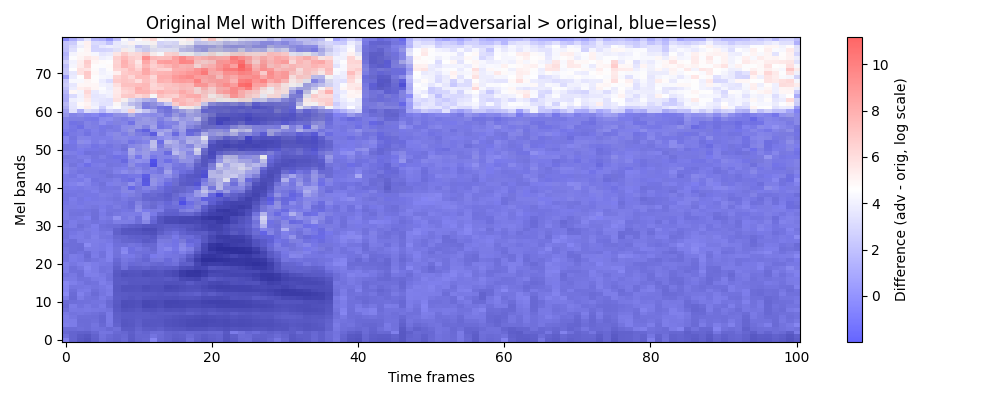 Original Mel with Differences (red=adversarial > original, blue=less)
Mel bands
70
60
50
40
30
20
10
0
0 20 40 60 80 100
Time frames
10
8
6
4
2
0
Difference (adv - orig, log scale)